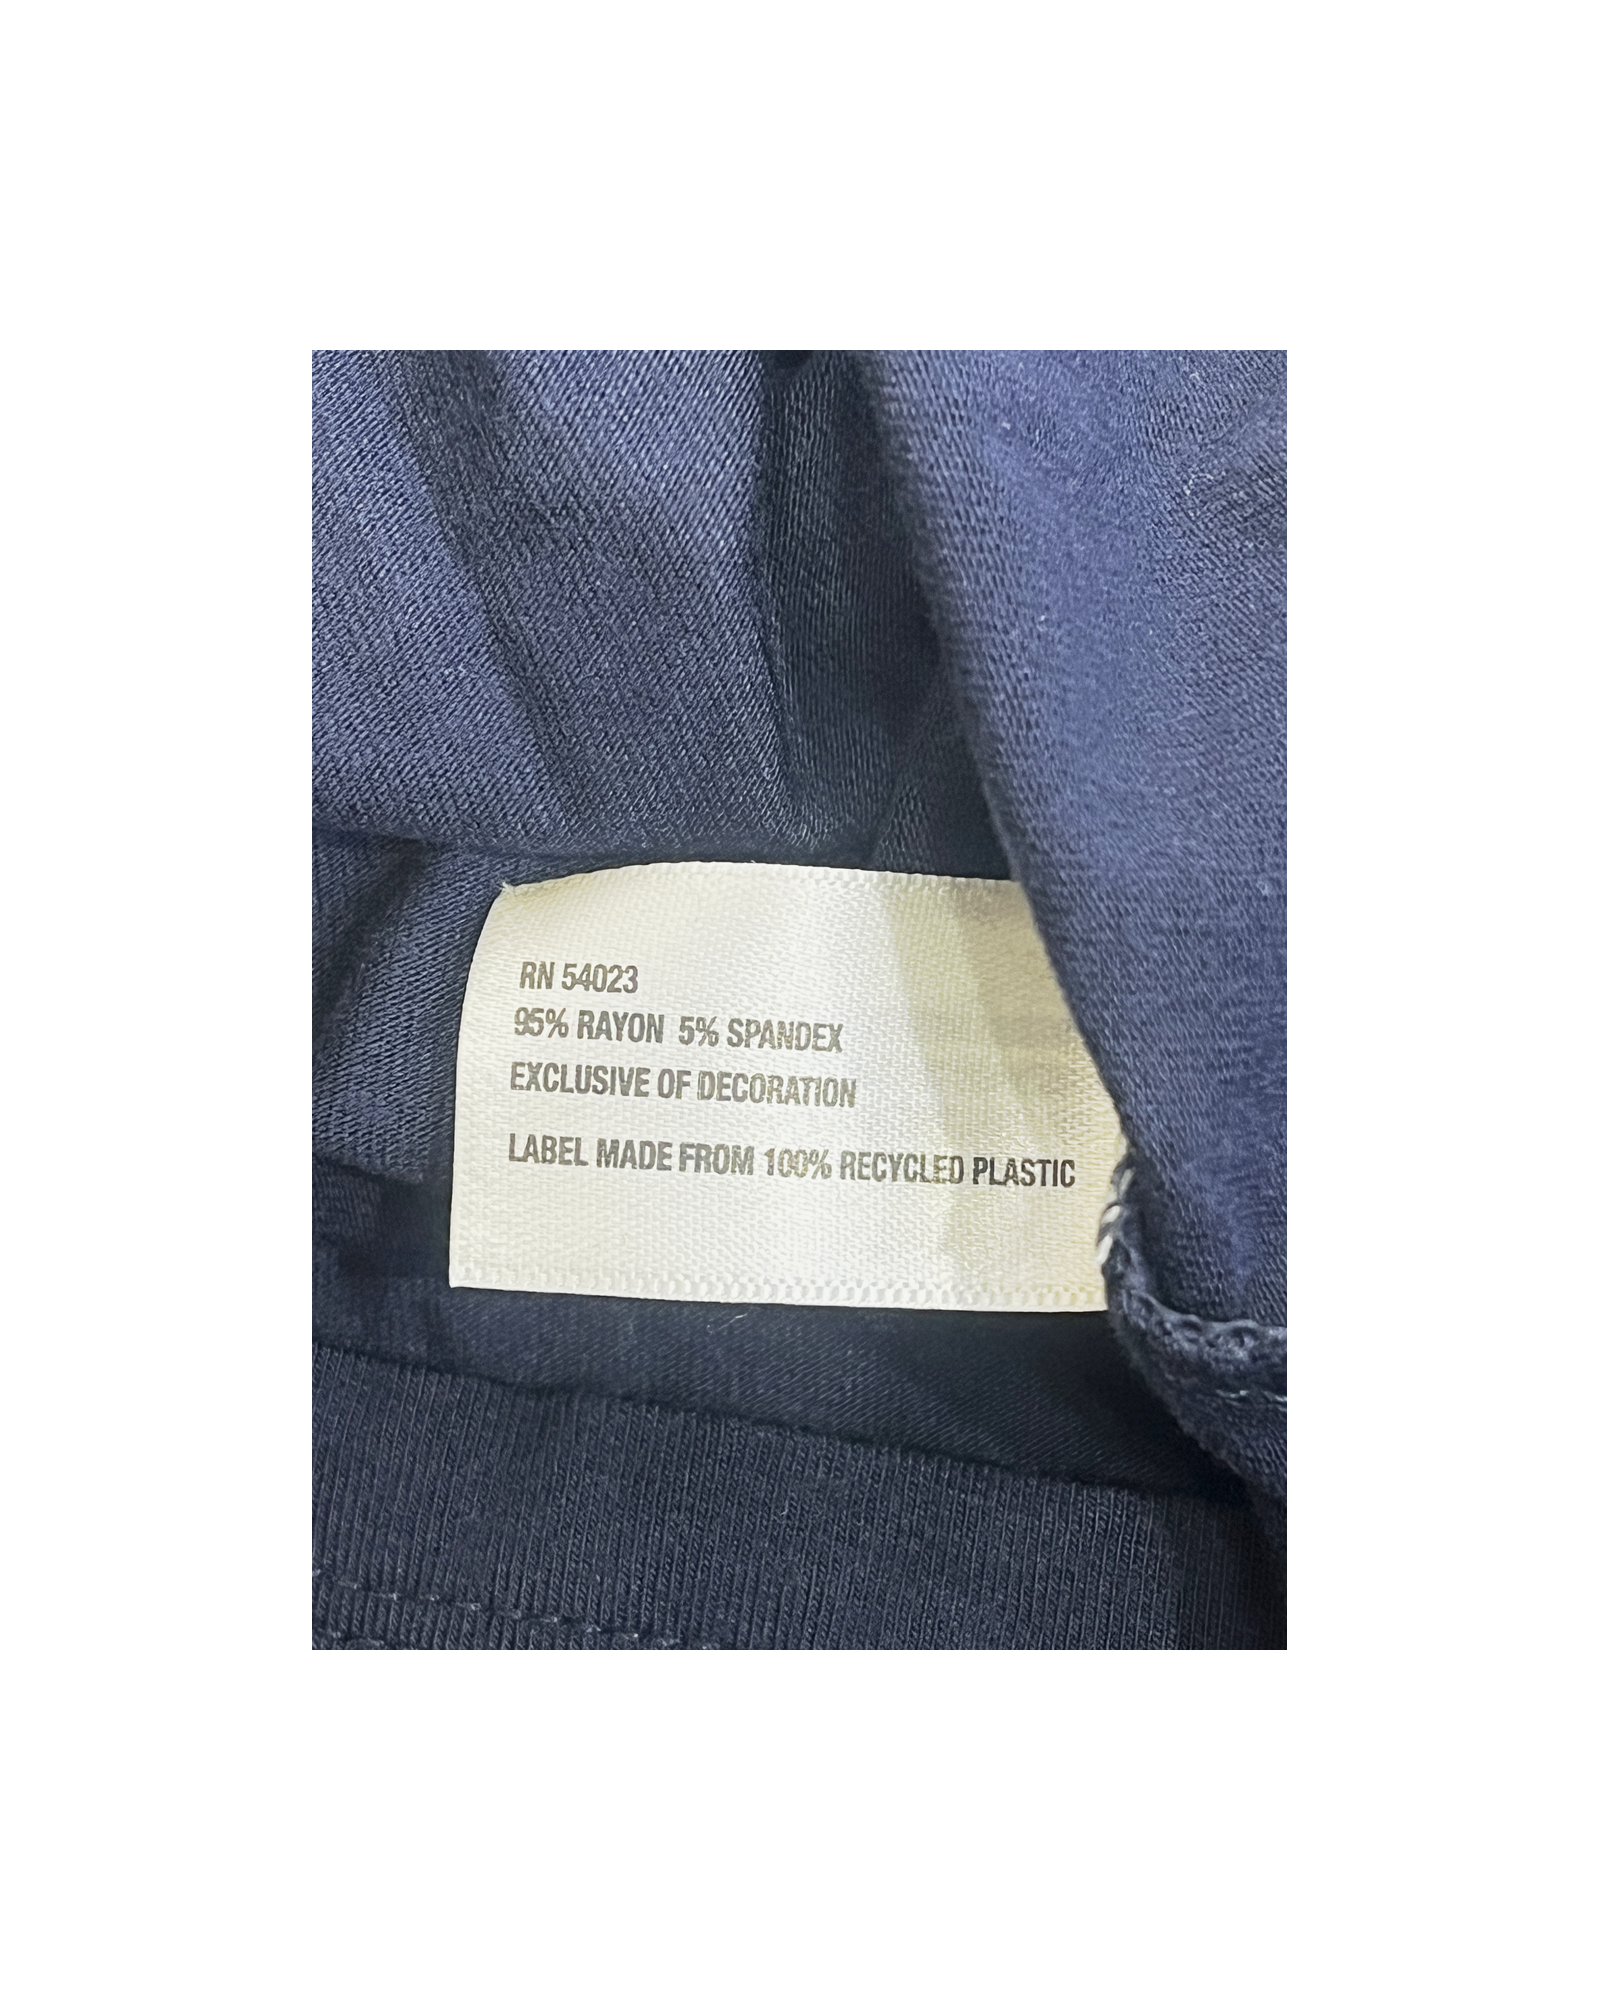 RN 54023
95% RAYON 5% SPANDEX
EXCLUSIVE OF DECORATION
LABEL MADE FROM 100% RECYCLED PLASTIC